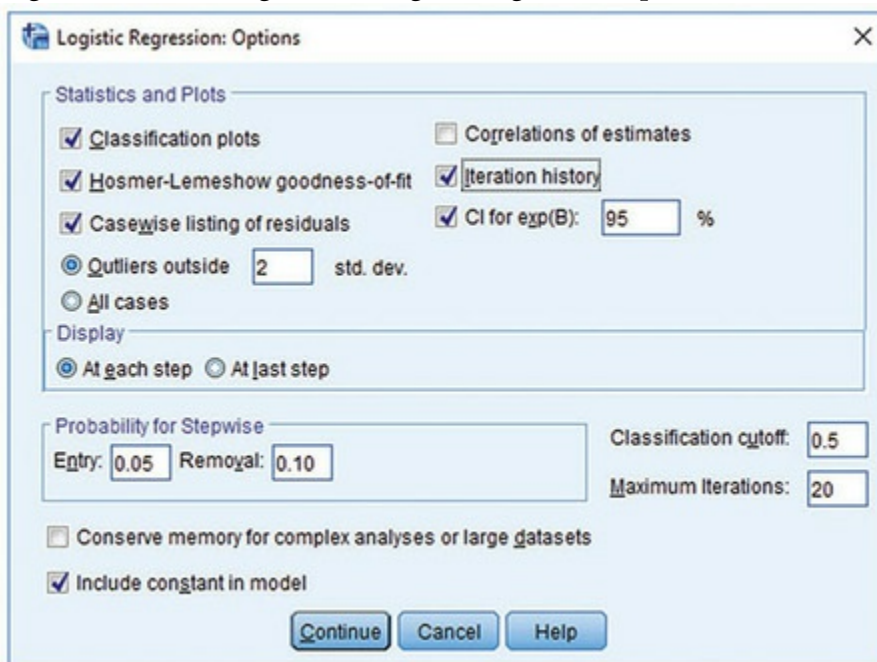 Logistic Regression: Options
Statistics and Plots
Classification plots
Correlations of estimates
Hosmer-Lemeshow goodness-of-fit
Iteration history
Casewise listing of residuals
CI for exp(B): 95 %
Outliers outside 2 std. dev.
All cases
Display
At each step At last step
Probability for Stepwise
Entry: 0.05 Removal: 0.10
Classification cutoff: 0.5
Maximum Iterations: 20
Conserve memory for complex analyses or large datasets
Include constant in model
Continue Cancel Help